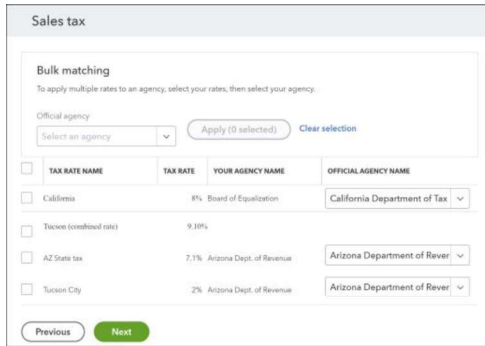 Sales tax
Bulk matching
To apply multiple rates to an agency, select your rates, then select your agency.
Official agency
Select an agency
Apply (0 selected)
Clear selection
TAX RATE NAME TAX RATE YOUR AGENCY NAME OFFICIAL AGENCY NAME
California 8% Board of Equalization California Department of Tax
Tucson (combined rate) 9.10%
AZ State tax 7.1% Arizona Dept. of Revenue Arizona Department of Rever
Tucson City 2% Arizona Dept. of Revenue Arizona Department of Rever
Previous Next